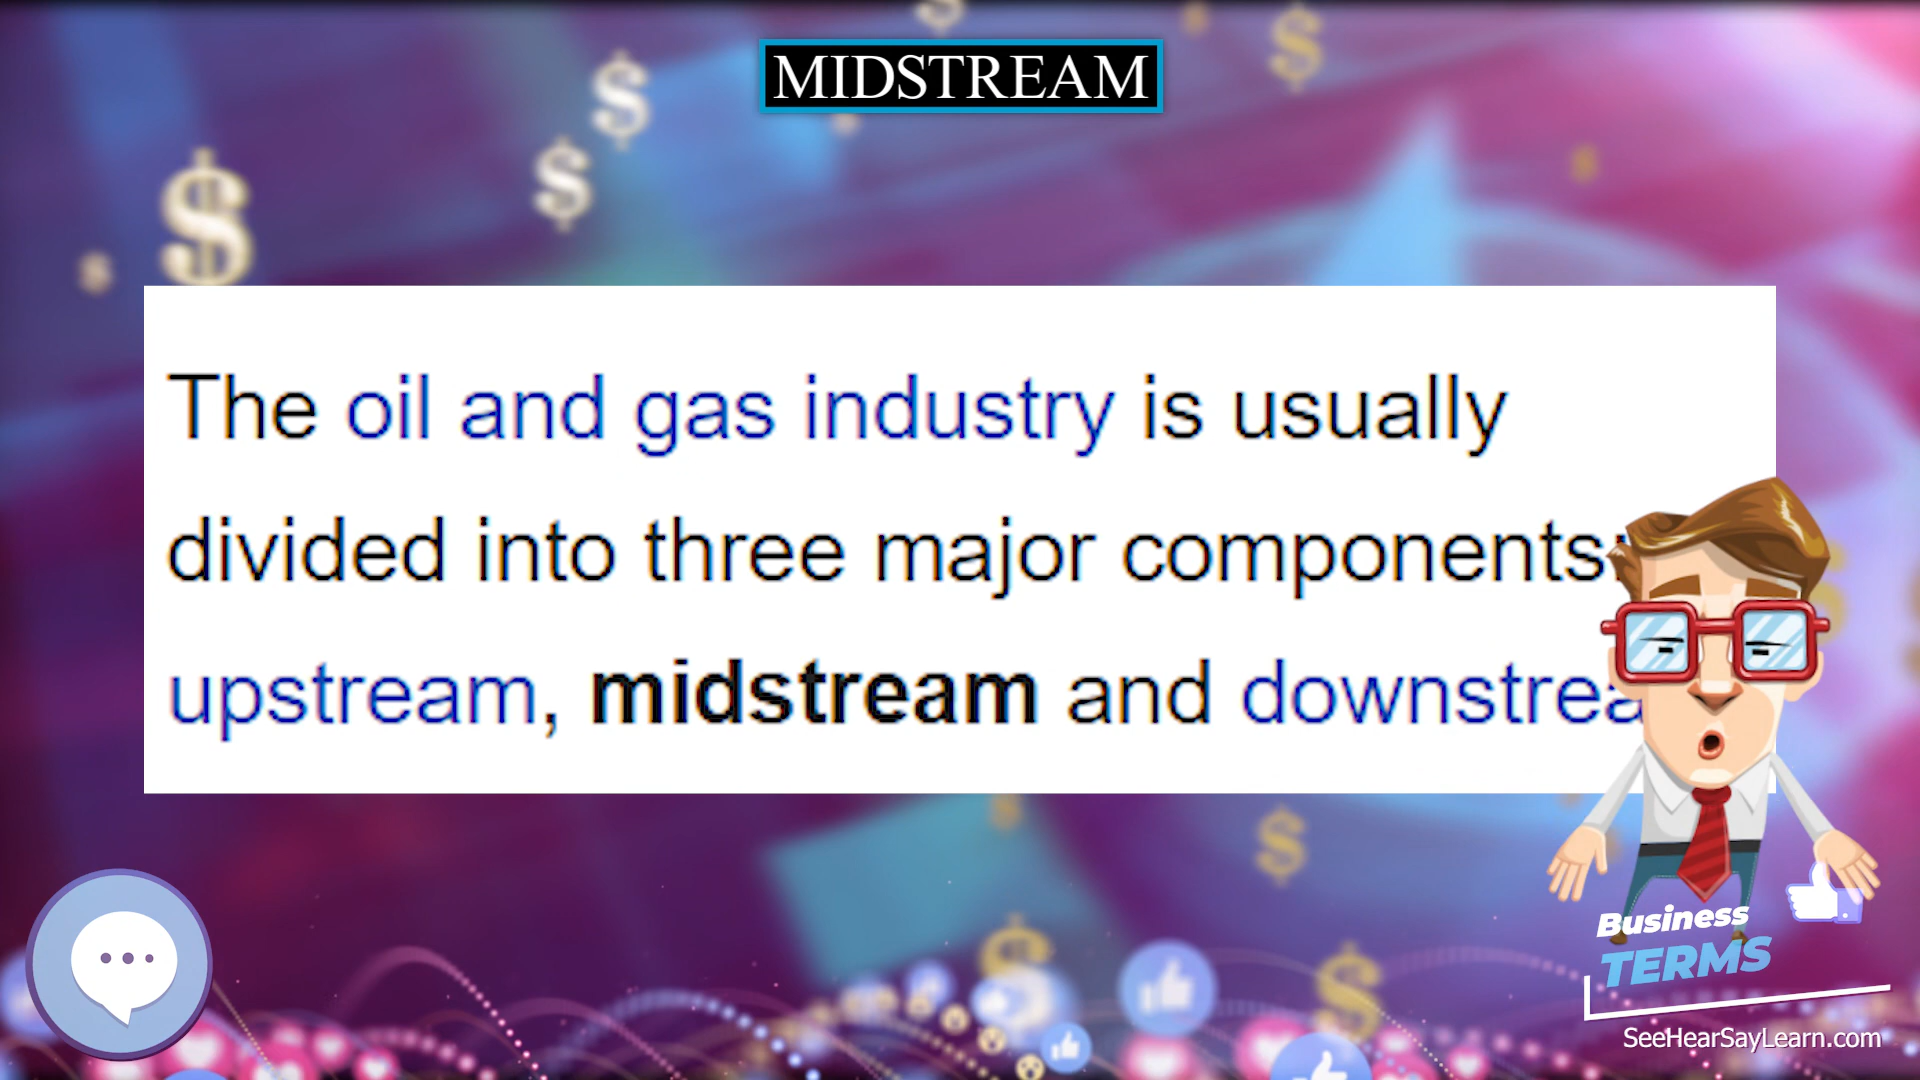 MIDSTREAM
The oil and gas industry is usually
divided into three major components:
upstream, midstream and downstrea
Business
TERMS
SeeHearSayLearn.com